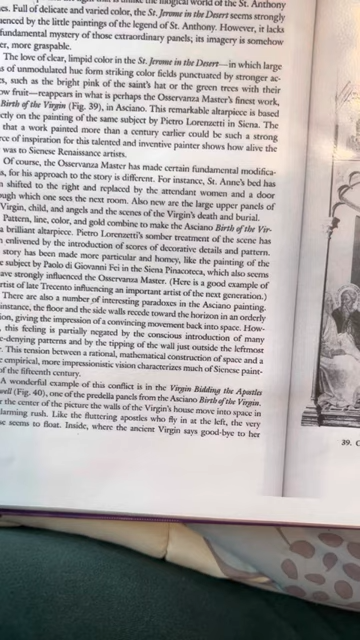 es. Full of delicate and varied color, the St. Jerome in the Desert seems strongly
uenced by the little paintings of the legend of St. Anthony. However, it lacks
fundamental mystery of those extraordinary panels; its imagery is somehow
er, more graspable.
The love of clear, limpid color in the St. Jerome in the Desert—in which large
s of unmodulated hue form striking color fields punctuated by stronger ac-
s, such as the bright pink of the saint's hat or the green trees with their
ow fruit—reappears in what is perhaps the Osservanza Master's finest work,
Birth of the Virgin (Fig. 39), in Asciano. This remarkable altarpiece is based
ctly on the painting of the same subject by Pietro Lorenzetti in Siena. The
that a work painted more than a century earlier could be such a strong
rce of inspiration for this talented and inventive painter shows how alive the
was to Sienese Renaissance artists.
Of course, the Osservanza Master has made certain fundamental modifica-
s, for his approach to the story is different. For instance, St. Anne's bed has
n shifted to the right and replaced by the attendant women and a door
ough which one sees the next room. Also new are the large upper panels of
Virgin, child, and angels and the scenes of the Virgin's death and burial.
Pattern, line, color, and gold combine to make the Asciano Birth of the Vir-
a brilliant altarpiece. Pietro Lorenzetti's somber treatment of the scene has
n enlivened by the introduction of scores of decorative details and pattern.
story has been made more particular and homey, like the painting of the
e subject by Paolo di Giovanni Fei in the Siena Pinacoteca, which also seems
ave strongly influenced the Osservanza Master. (Here is a good example of
rtist of late Trecento influencing an important artist of the next generation.)
There are also a number of interesting paradoxes in the Asciano painting.
instance, the floor and the side walls recede toward the horizon in an orderly
ion, giving the impression of a convincing movement back into space. How-
, this feeling is partially negated by the conscious introduction of many
e-denying patterns and by the tipping of the wall just outside the leftmost
. This tension between a rational, mathematical construction of space and a
e empirical, more impressionistic vision characterizes much of Sienese paint-
of the fifteenth century.
A wonderful example of this conflict is in the Virgin Bidding the Apostles
well (Fig. 40), one of the predella panels from the Asciano Birth of the Virgin.
r the center of the picture the walls of the Virgin's house move into space in
larming rush. Like the fluttering apostles who fly in at the left, the very
se seems to float. Inside, where the ancient Virgin says good-bye to her
39.